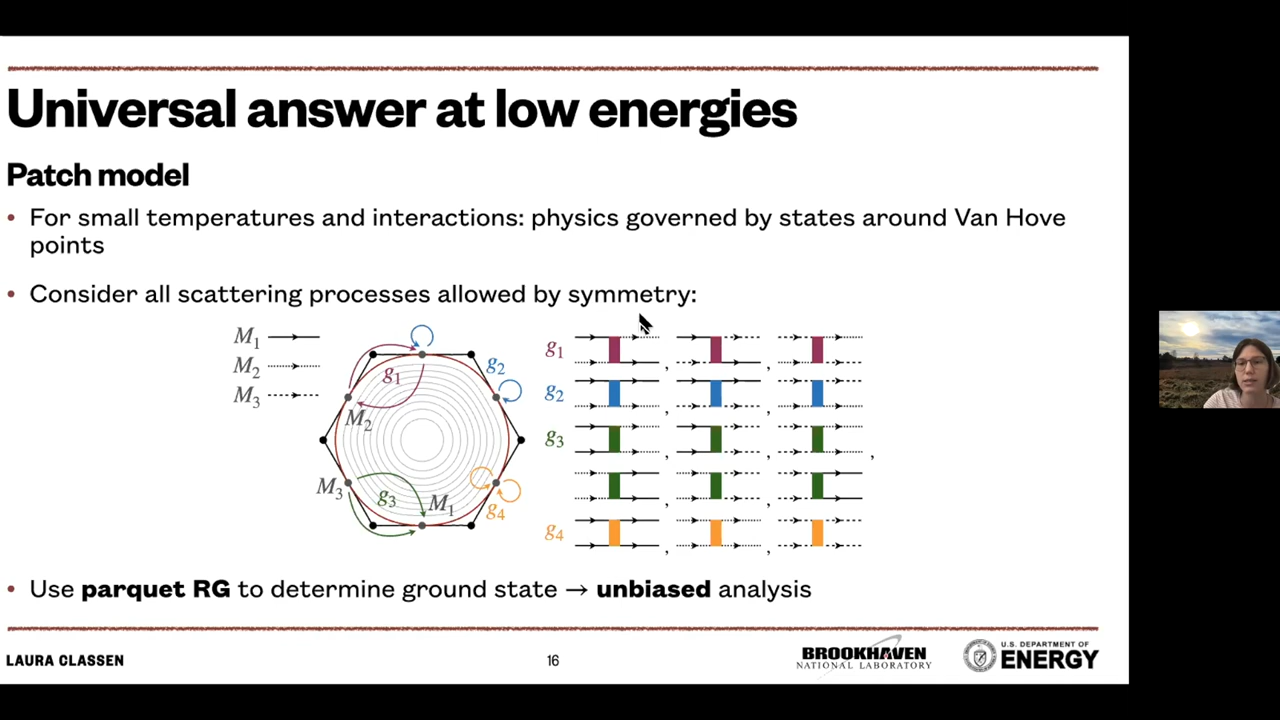 Universal answer at low energies
Patch model
• For small temperatures and interactions: physics governed by states around Van Hove
points
• Consider all scattering processes allowed by symmetry:
M₁
M₂
M₃
g₁
g₂
M₂
M₃
g₃
M₁
g₄
g₁
, ,
g₂
, ,
g₃
, , ,
, ,
g₄
, ,
• Use parquet RG to determine ground state → unbiased analysis
LAURA CLASSEN
16
BROOKHAVEN
NATIONAL LABORATORY
U.S. DEPARTMENT OF
ENERGY